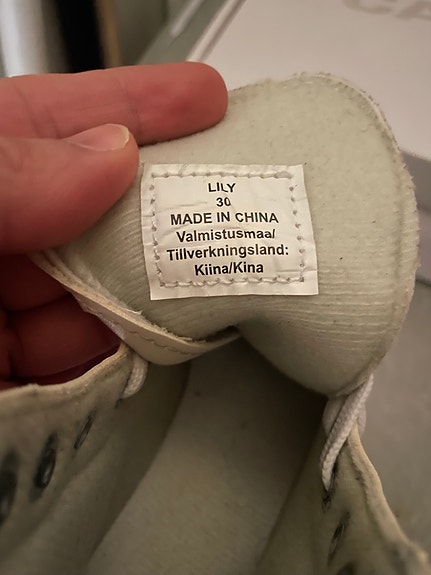 LILY
30
MADE IN CHINA
Valmistusmaa/
Tillverkningsland:
Kiina/Kina